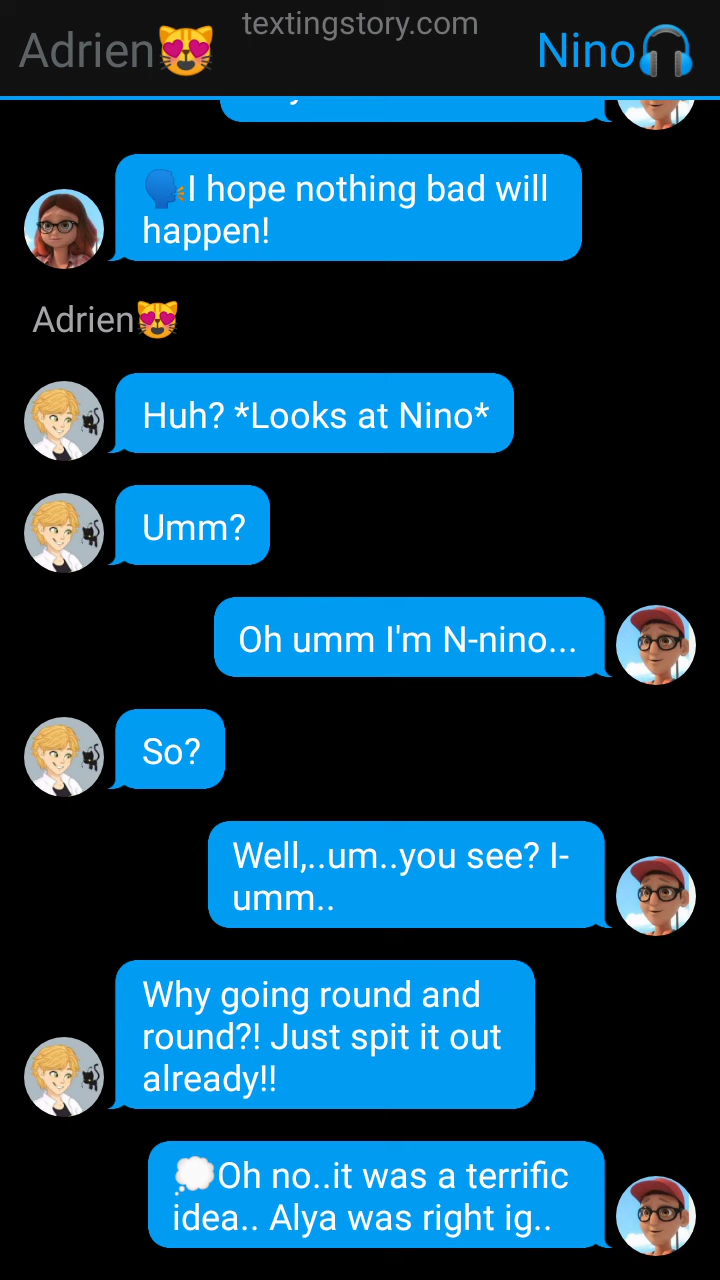 textingstory.com
Adrien😻
Nino🎧
🗣️I hope nothing bad will
happen!
Adrien😻
Huh? *Looks at Nino*
Umm?
Oh umm I'm N-nino...
So?
Well,..um..you see? I-
umm..
Why going round and
round?! Just spit it out
already!!
💭Oh no..it was a terrific
idea.. Alya was right ig..